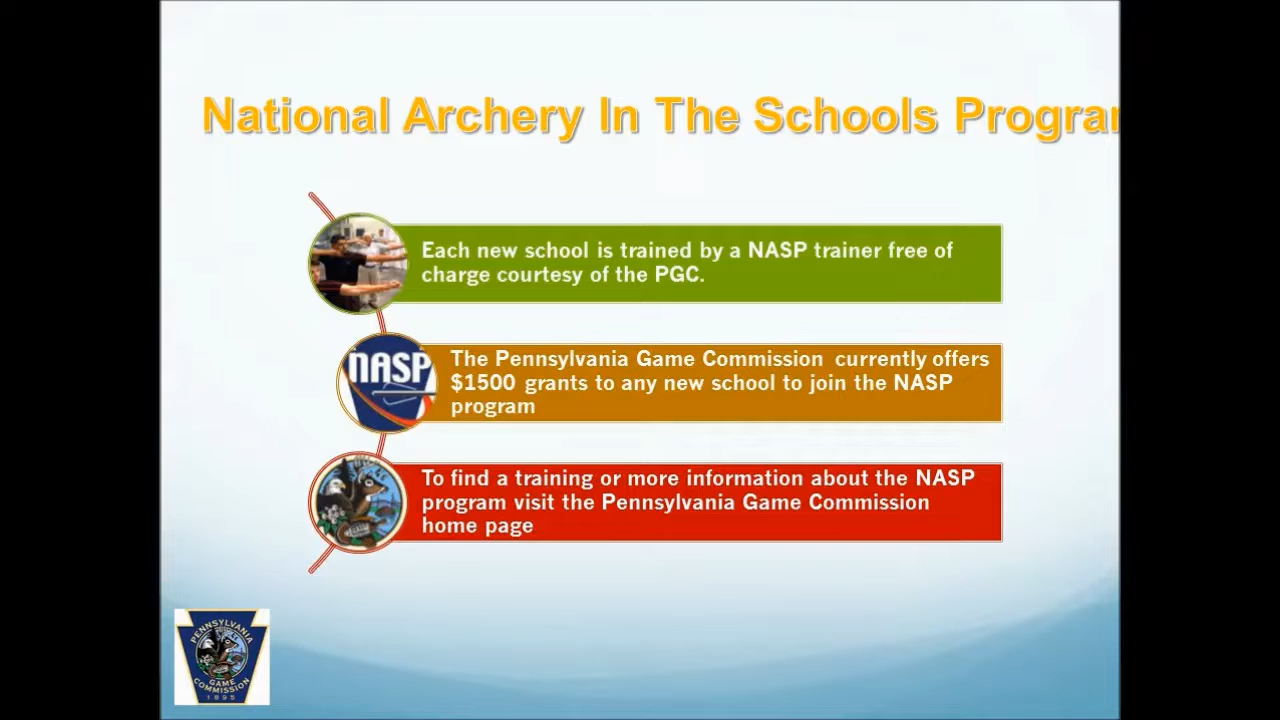 National Archery In The Schools Progra
Each new school is trained by a NASP trainer free of
charge courtesy of the PGC.
NASP
The Pennsylvania Game Commission currently offers
$1500 grants to any new school to join the NASP
program
To find a training or more information about the NASP
program visit the Pennsylvania Game Commission
home page
PENNSYLVANIA
GAME
COMMISSION
1895